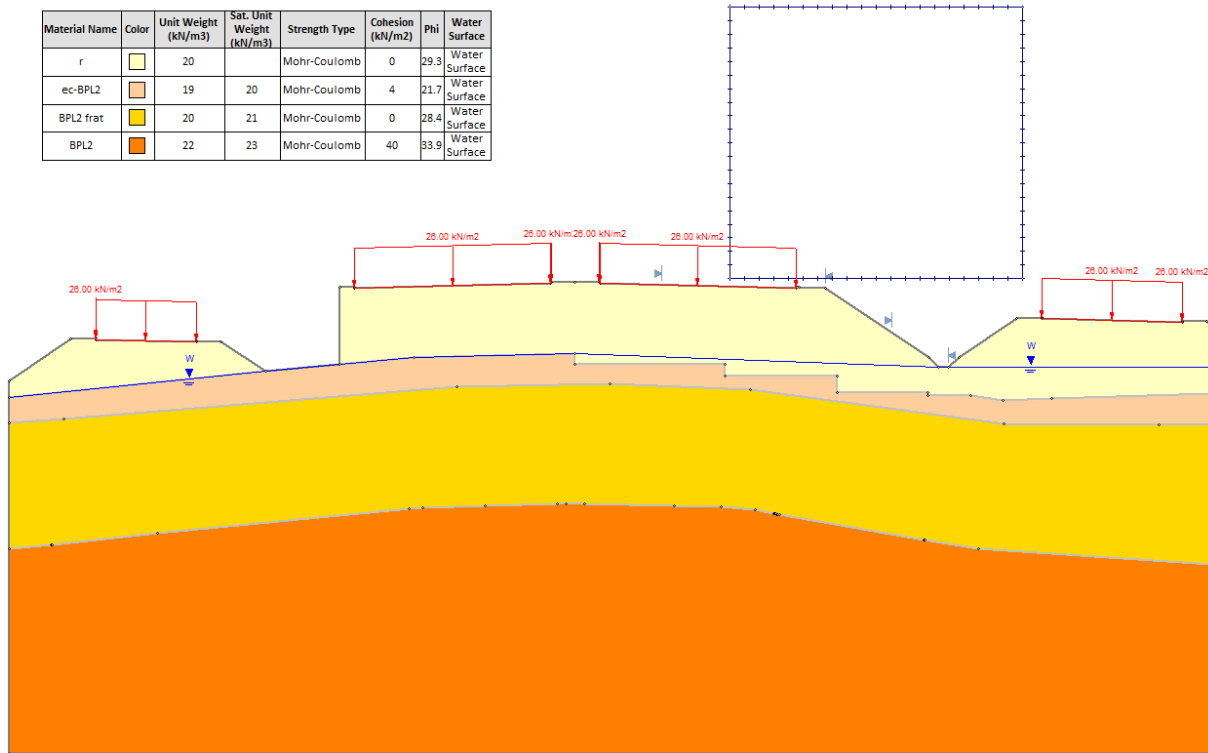 Material Name Color Unit Weight (kN/m3) Sat. Unit Weight (kN/m3) Strength Type Cohesion (kN/m2) Phi Water Surface
r 20 Mohr-Coulomb 0 29.3 Water Surface
ec-BPL2 19 20 Mohr-Coulomb 4 21.7 Water Surface
BPL2 frat 20 21 Mohr-Coulomb 0 28.4 Water Surface
BPL2 22 23 Mohr-Coulomb 40 33.9 Water Surface
26.00 kN/m2
26.00 kN/m2
26.00 kN/m2
26.00 kN/m2
26.00 kN/m2
26.00 kN/m2
26.00 kN/m2
W
W